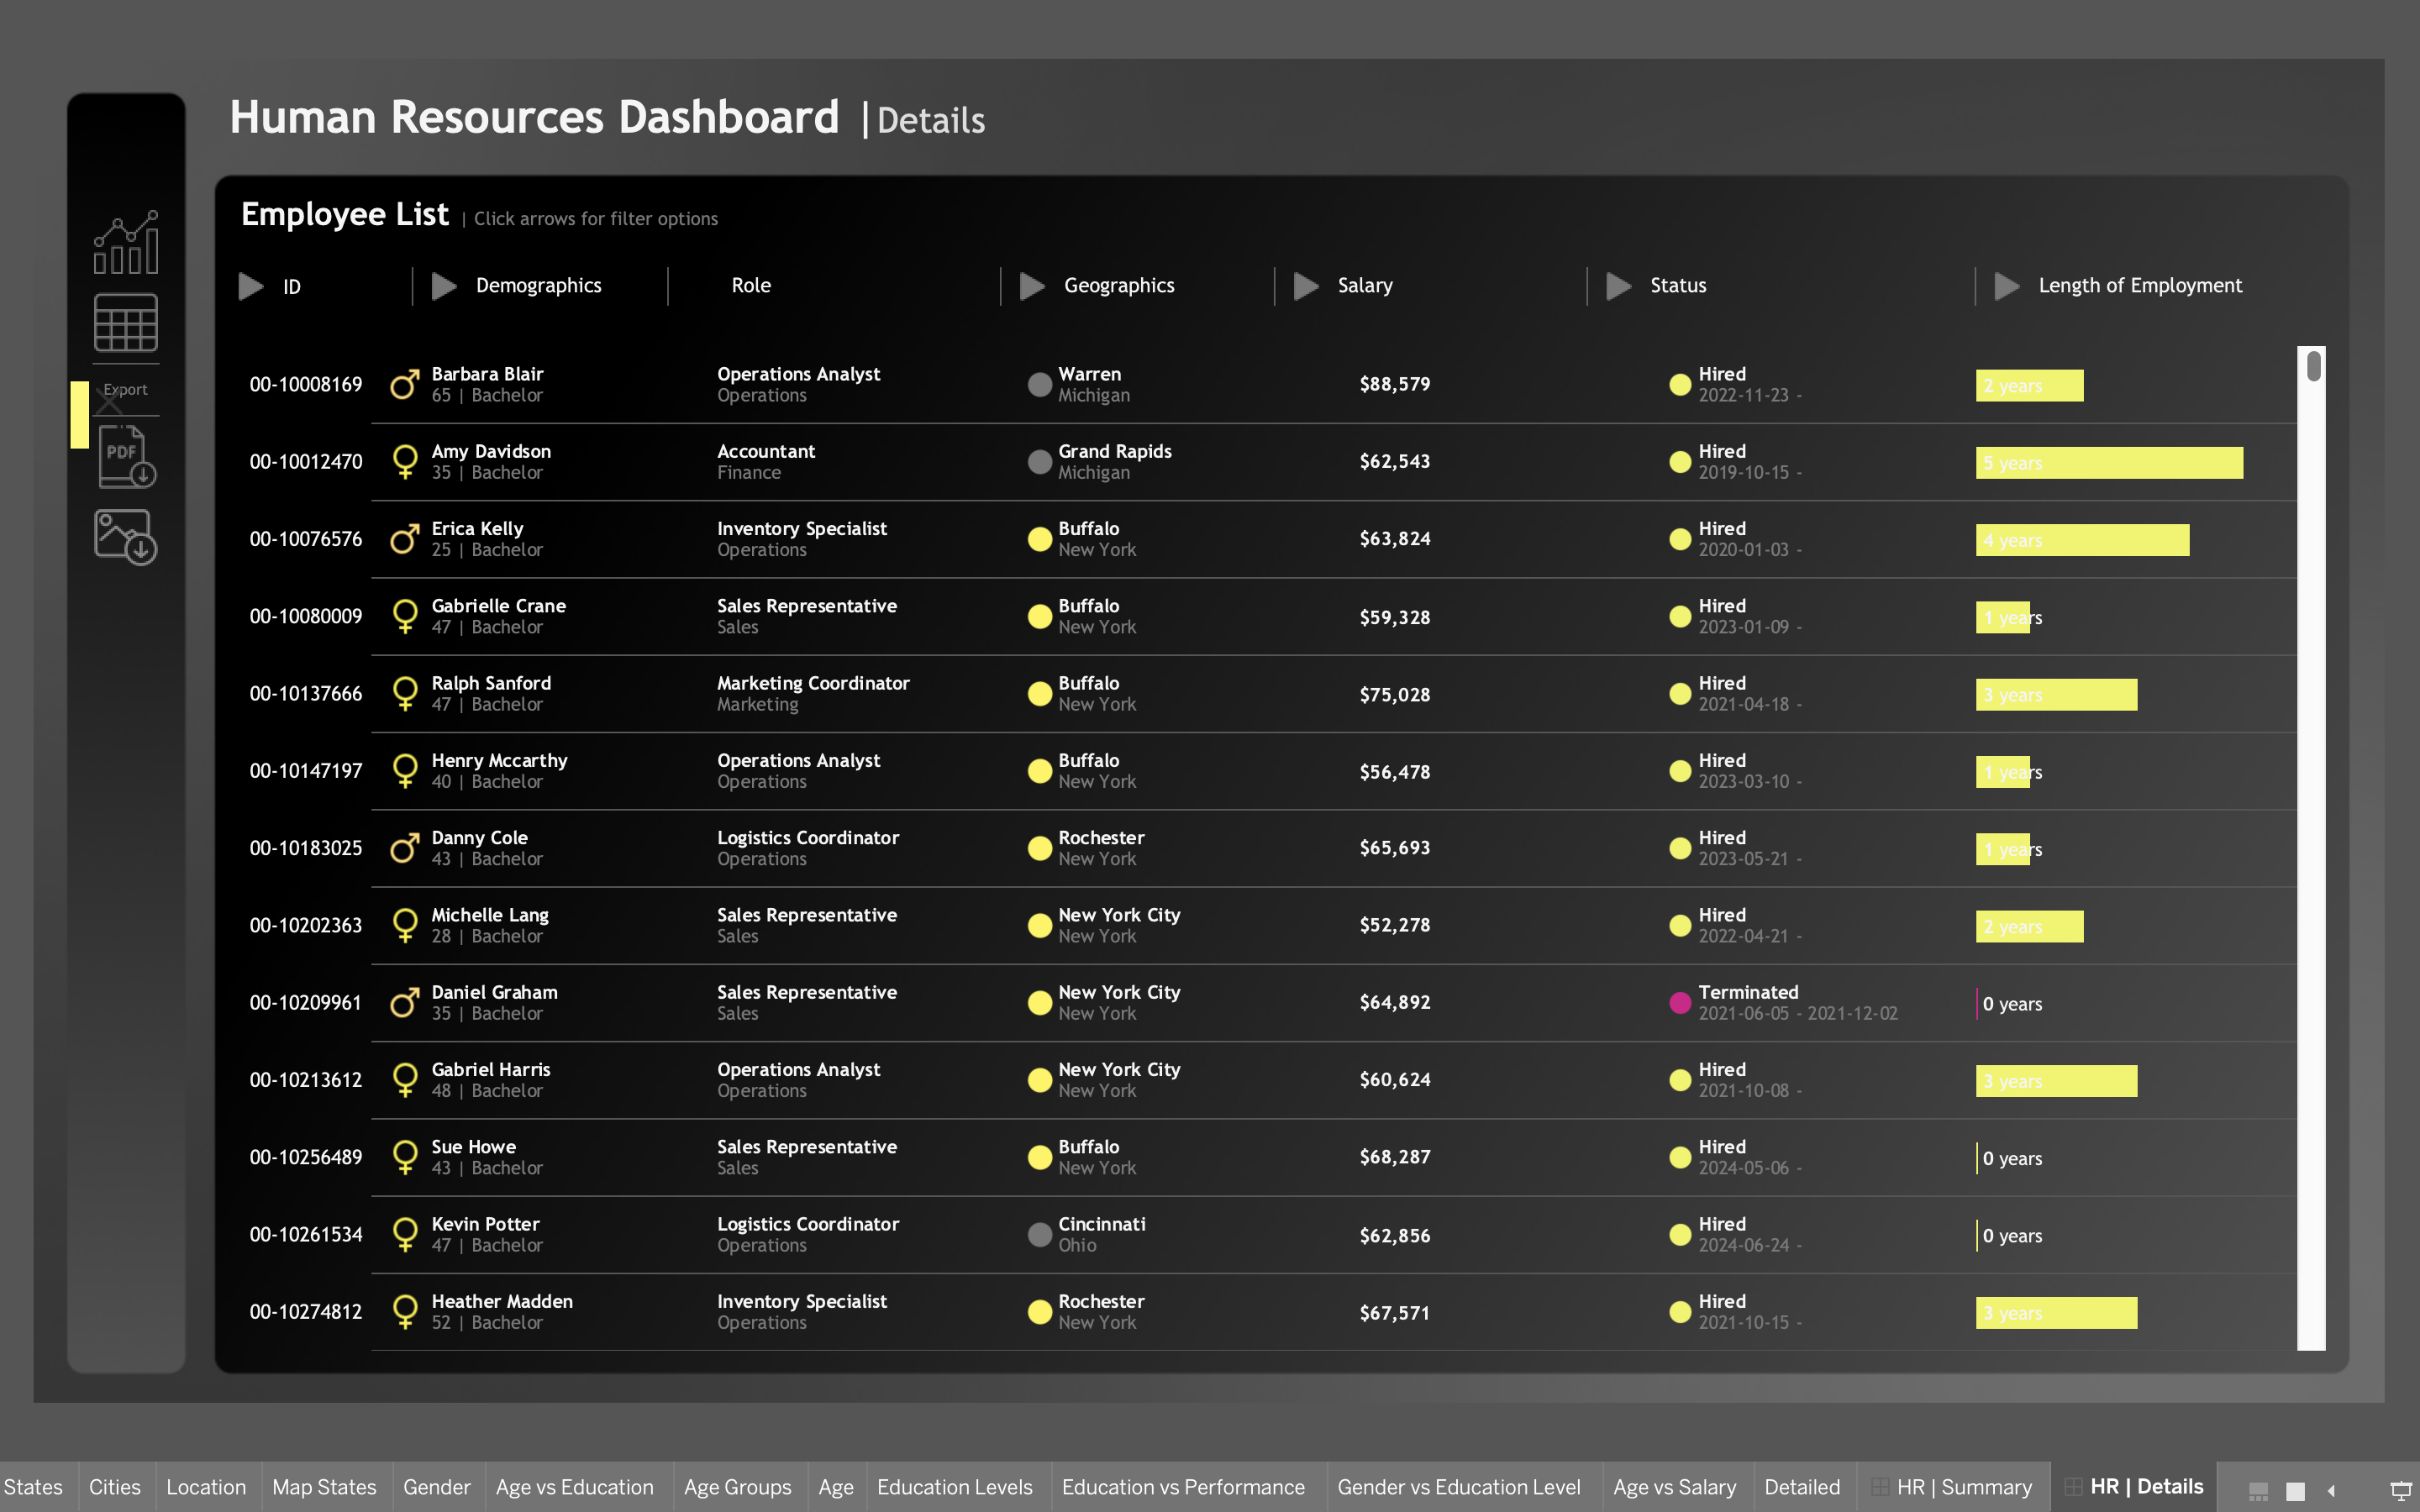 Human Resources Dashboard | Details
Employee List | Click arrows for filter options
ID Demographics Role Geographics Salary Status Length of Employment
Export
PDF
00-10008169 Barbara Blair Operations Analyst Warren $88,579 Hired 2 years
65 | Bachelor Operations Michigan 2022-11-23 -
00-10012470 Amy Davidson Accountant Grand Rapids $62,543 Hired 5 years
35 | Bachelor Finance Michigan 2019-10-15 -
00-10076576 Erica Kelly Inventory Specialist Buffalo $63,824 Hired 4 years
25 | Bachelor Operations New York 2020-01-03 -
00-10080009 Gabrielle Crane Sales Representative Buffalo $59,328 Hired 1 years
47 | Bachelor Sales New York 2023-01-09 -
00-10137666 Ralph Sanford Marketing Coordinator Buffalo $75,028 Hired 3 years
47 | Bachelor Marketing New York 2021-04-18 -
00-10147197 Henry Mccarthy Operations Analyst Buffalo $56,478 Hired 1 years
40 | Bachelor Operations New York 2023-03-10 -
00-10183025 Danny Cole Logistics Coordinator Rochester $65,693 Hired 1 years
43 | Bachelor Operations New York 2023-05-21 -
00-10202363 Michelle Lang Sales Representative New York City $52,278 Hired 2 years
28 | Bachelor Sales New York 2022-04-21 -
00-10209961 Daniel Graham Sales Representative New York City $64,892 Terminated 0 years
35 | Bachelor Sales New York 2021-06-05 - 2021-12-02
00-10213612 Gabriel Harris Operations Analyst New York City $60,624 Hired 3 years
48 | Bachelor Operations New York 2021-10-08 -
00-10256489 Sue Howe Sales Representative Buffalo $68,287 Hired 0 years
43 | Bachelor Sales New York 2024-05-06 -
00-10261534 Kevin Potter Logistics Coordinator Cincinnati $62,856 Hired 0 years
47 | Bachelor Operations Ohio 2024-06-24 -
00-10274812 Heather Madden Inventory Specialist Rochester $67,571 Hired 3 years
52 | Bachelor Operations New York 2021-10-15 -
States Cities Location Map States Gender Age vs Education Age Groups Age Education Levels Education vs Performance Gender vs Education Level Age vs Salary Detailed HR | Summary HR | Details